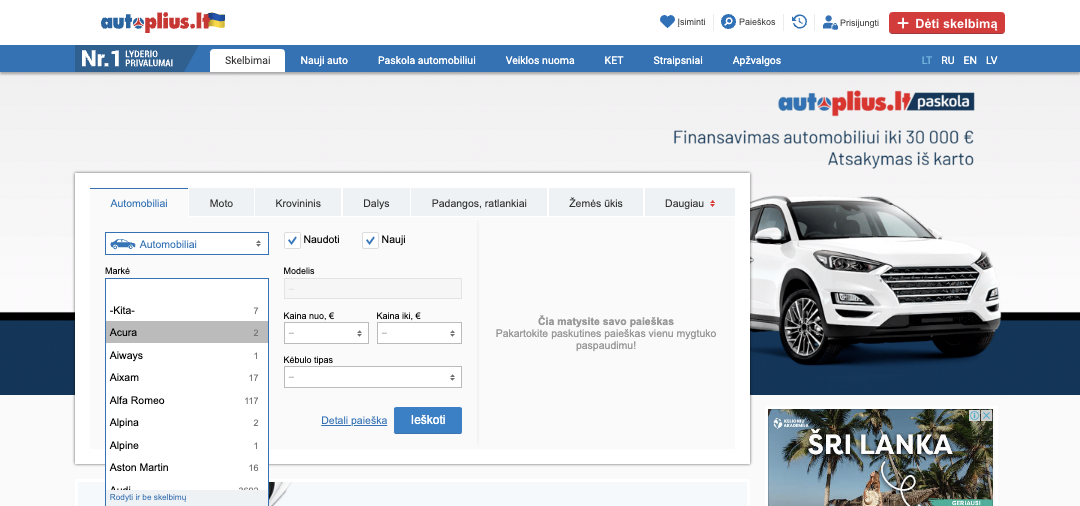 autoplius.lt
Įsiminti
Paieškos
Prisijungti
+ Dėti skelbimą
Nr.1 LYDERIO
PRIVALUMAI
Skelbimai
Nauji auto
Paskola automobiliui
Veiklos nuoma
KET
Straipsniai
Apžvalgos
LT RU EN LV
autoplius.lt paskola
Finansavimas automobiliui iki 30 000 €
Atsakymas iš karto
Automobiliai
Moto
Krovininis
Dalys
Padangos, ratlankiai
Žemės ūkis
Daugiau
Automobiliai
Naudoti
Nauji
Markė
-Kita- 7
Acura 2
Aiways 1
Aixam 17
Alfa Romeo 117
Alpina 2
Alpine 1
Aston Martin 16
Rodyti ir be skelbimų
Modelis
–
Kaina nuo, €
–
Kaina iki, €
–
Kėbulo tipas
–
Detali paieška
Ieškoti
Čia matysite savo paieškas
Pakartokite paskutines paieškas vienu mygtuko
paspaudimu!
KELIONIŲ
AKADEMIJA
ŠRI LANKA
GERIAUSI